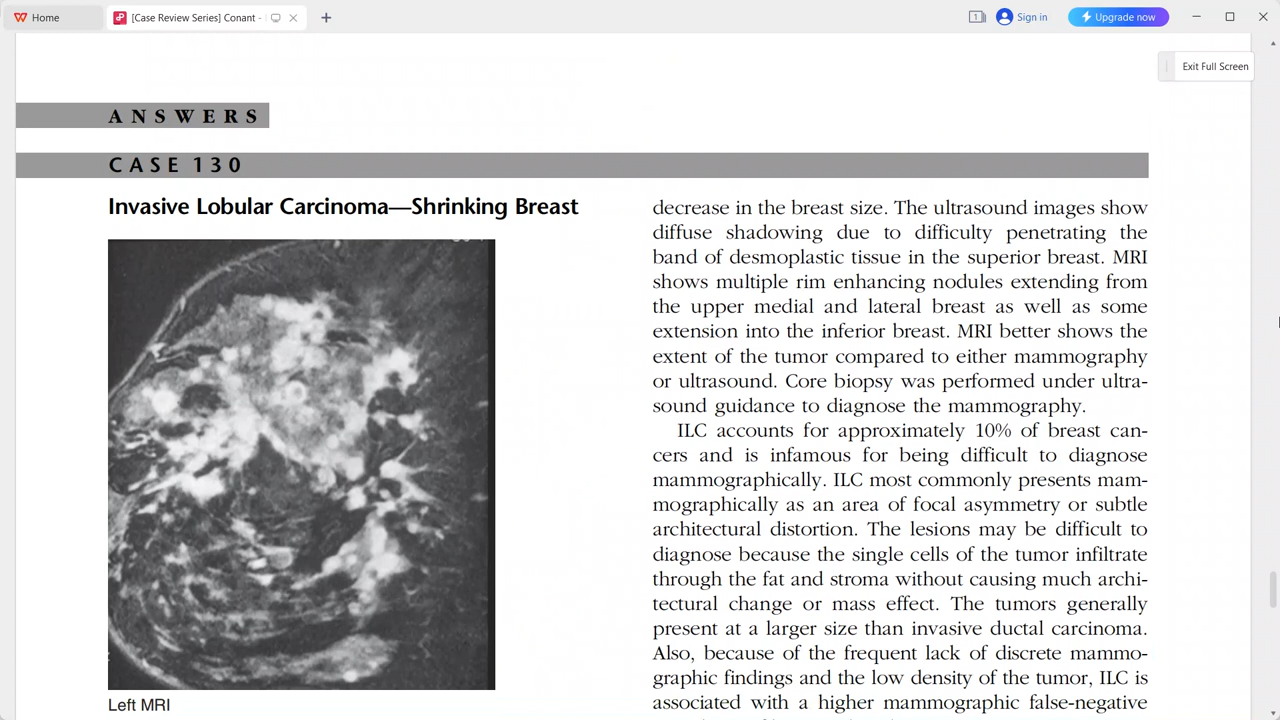 Home
[Case Review Series] Conant -
1
Sign in
Upgrade now
Exit Full Screen
ANSWERS
CASE 130
Invasive Lobular Carcinoma—Shrinking Breast
Left MRI
decrease in the breast size. The ultrasound images show
diffuse shadowing due to difficulty penetrating the
band of desmoplastic tissue in the superior breast. MRI
shows multiple rim enhancing nodules extending from
the upper medial and lateral breast as well as some
extension into the inferior breast. MRI better shows the
extent of the tumor compared to either mammography
or ultrasound. Core biopsy was performed under ultra-
sound guidance to diagnose the mammography.
ILC accounts for approximately 10% of breast can-
cers and is infamous for being difficult to diagnose
mammographically. ILC most commonly presents mam-
mographically as an area of focal asymmetry or subtle
architectural distortion. The lesions may be difficult to
diagnose because the single cells of the tumor infiltrate
through the fat and stroma without causing much archi-
tectural change or mass effect. The tumors generally
present at a larger size than invasive ductal carcinoma.
Also, because of the frequent lack of discrete mammo-
graphic findings and the low density of the tumor, ILC is
associated with a higher mammographic false-negative